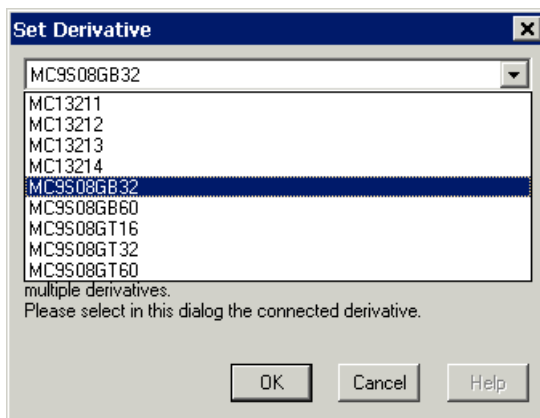 Set Derivative
MC9S08GB32
MC13211
MC13212
MC13213
MC13214
MC9S08GB32
MC9S08GB60
MC9S08GT16
MC9S08GT32
MC9S08GT60
multiple derivatives.
Please select in this dialog the connected derivative.
OK Cancel Help